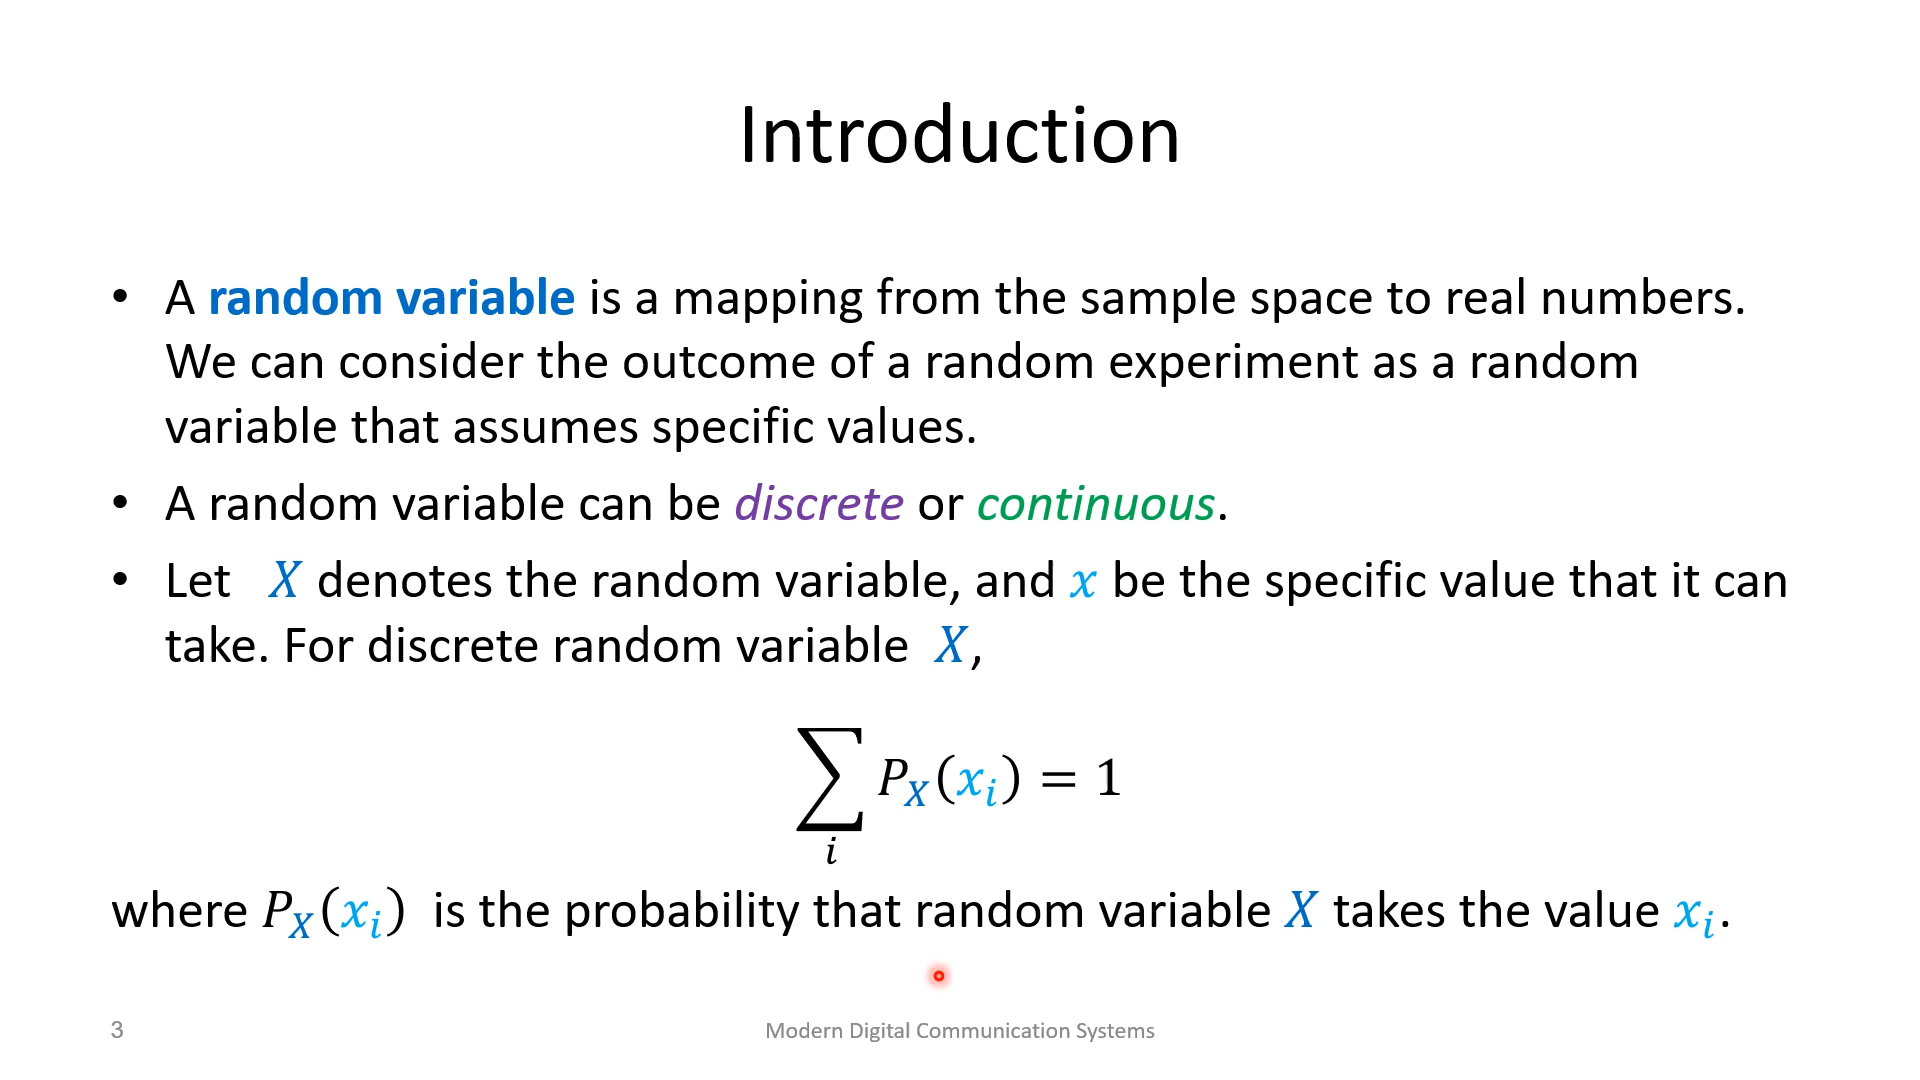 Introduction
• A random variable is a mapping from the sample space to real numbers.
We can consider the outcome of a random experiment as a random
variable that assumes specific values.
• A random variable can be discrete or continuous.
• Let X denotes the random variable, and x be the specific value that it can
take. For discrete random variable X,
∑_i P_X(x_i) = 1
where P_X(x_i) is the probability that random variable X takes the value x_i.
3
Modern Digital Communication Systems